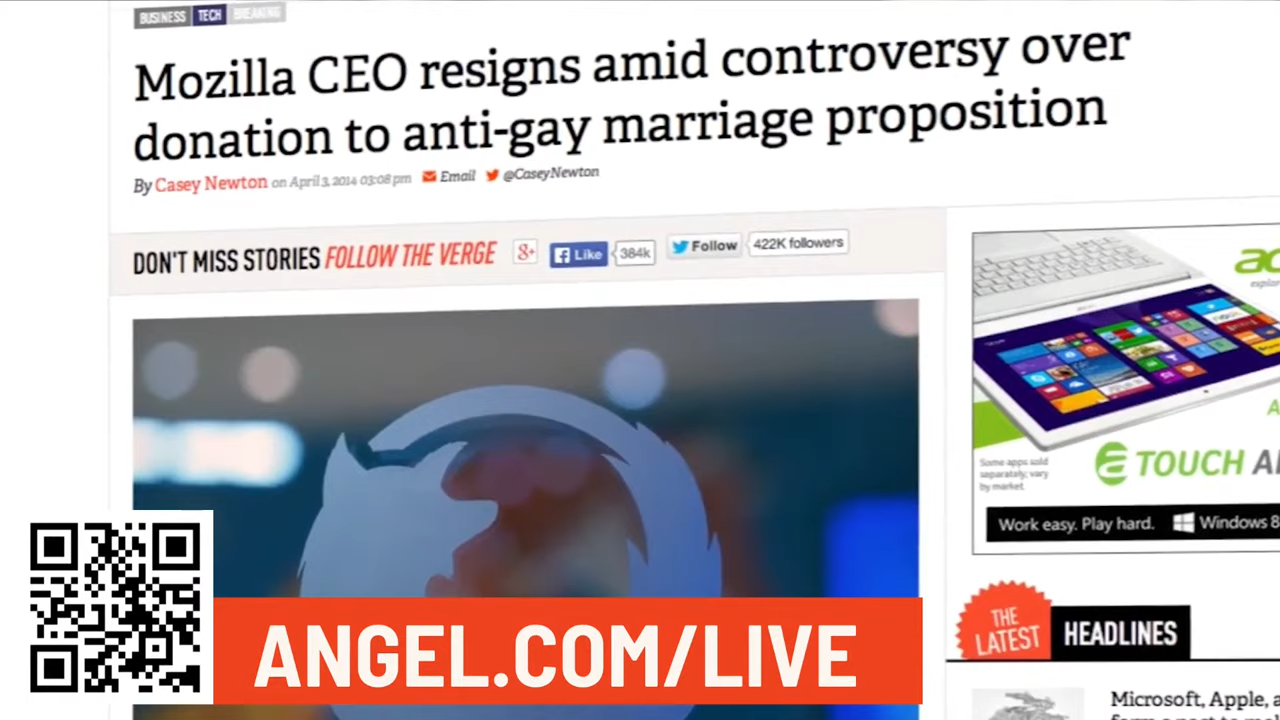 BUSINESS TECH BREAKING
Mozilla CEO resigns amid controversy over
donation to anti-gay marriage proposition
By Casey Newton on April 3, 2014 03:08 pm Email @CaseyNewton
DON'T MISS STORIES FOLLOW THE VERGE 8+ Like 384k Follow 422K followers
Some apps sold
separately; vary
by market.
TOUCH
Work easy. Play hard. Windows 8
THE
LATEST
HEADLINES
ANGEL.COM/LIVE
Microsoft, Apple, a